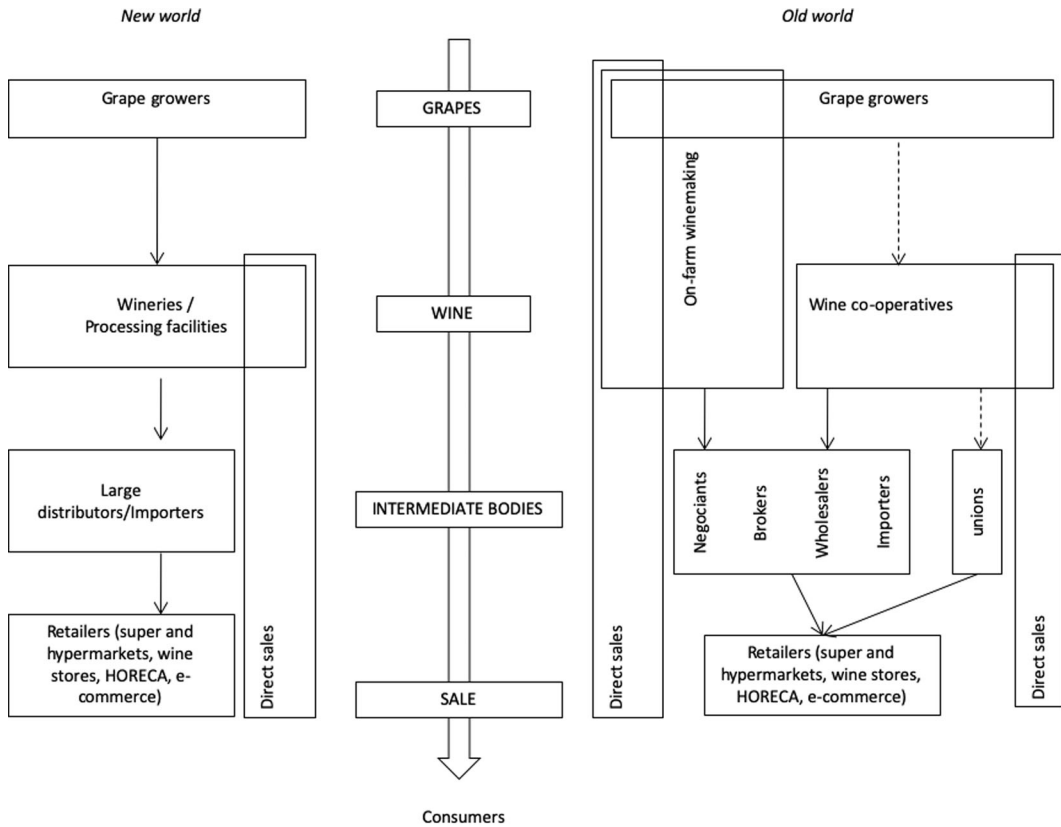 New world
Old world
Grape growers
GRAPES
Grape growers
On-farm winemaking
Wineries /
Processing facilities
WINE
Wine co-operatives
Large
distributors/Importers
INTERMEDIATE BODIES
Negociants
Brokers
Wholesalers
Importers
unions
Retailers (super and
hypermarkets, wine
stores, HORECA, e-
commerce)
Direct sales
SALE
Direct sales
Retailers (super and
hypermarkets, wine stores,
HORECA, e-commerce)
Direct sales
Consumers